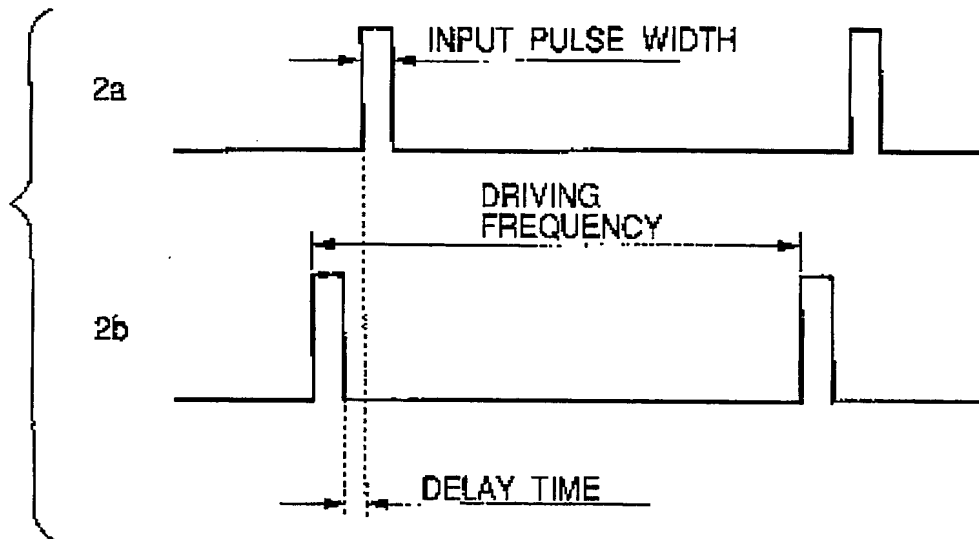 INPUT PULSE WIDTH
2a
DRIVING
FREQUENCY
2b
DELAY TIME